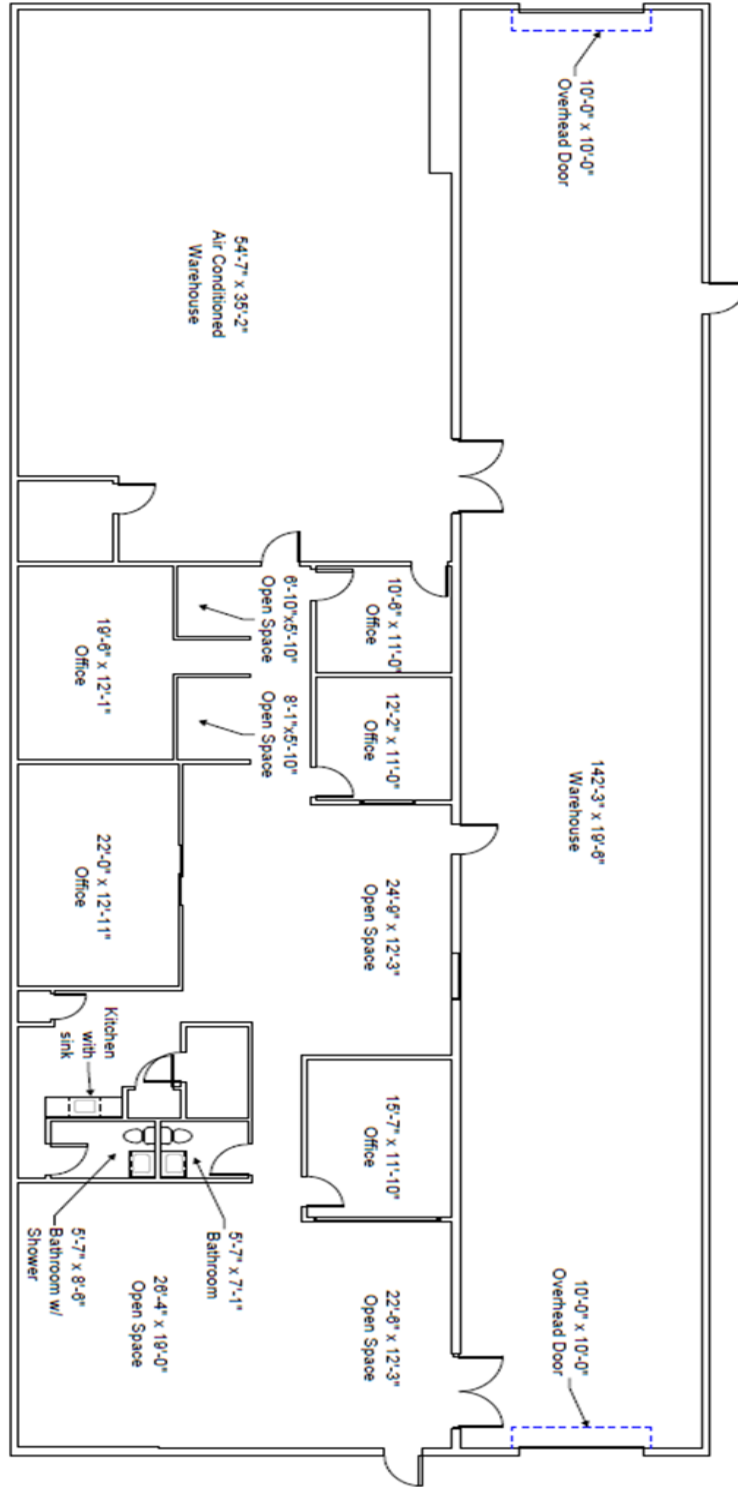 10'-0" x 10'-0"
Overhead Door
54'-7" x 35'-2"
Air Conditioned
Warehouse
6'-10"x5'-10"
Open Space
10'-6" x 11'-0"
Office
19'-6" x 12'-1"
Office
8'-1"x5'-10"
Open Space
12'-2" x 11'-0"
Office
142'-3" x 19'-6"
Warehouse
22'-0" x 12'-11"
Office
24'-9" x 12'-3"
Open Space
Kitchen
with
sink
15'-7" x 11'-10"
Office
5'-7" x 7'-1"
Bathroom
5'-7" x 8'-6"
Bathroom w/
Shower
26'-4" x 19'-0"
Open Space
22'-6" x 12'-3"
Open Space
10'-0" x 10'-0"
Overhead Door